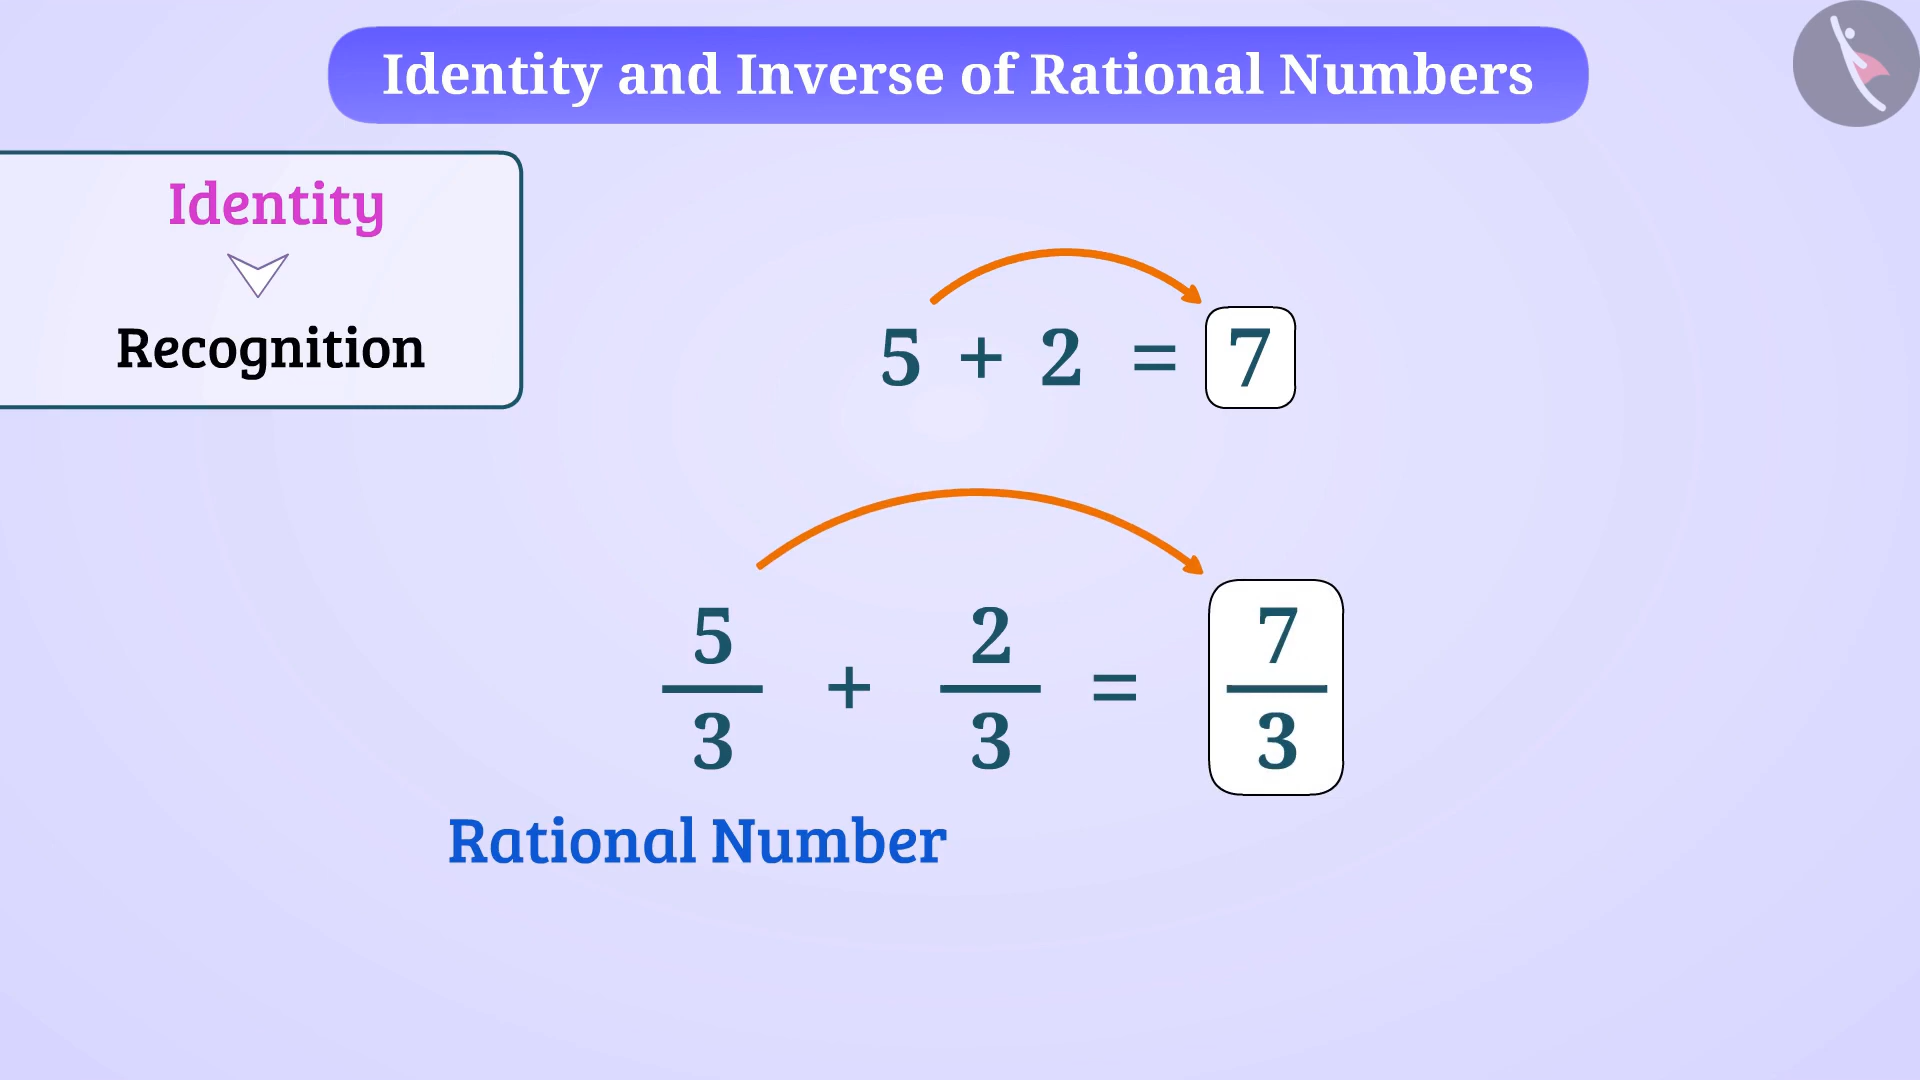 Identity and Inverse of Rational Numbers
Identity
Recognition
5 + 2 = 7
5/3 + 2/3 = 7/3
Rational Number